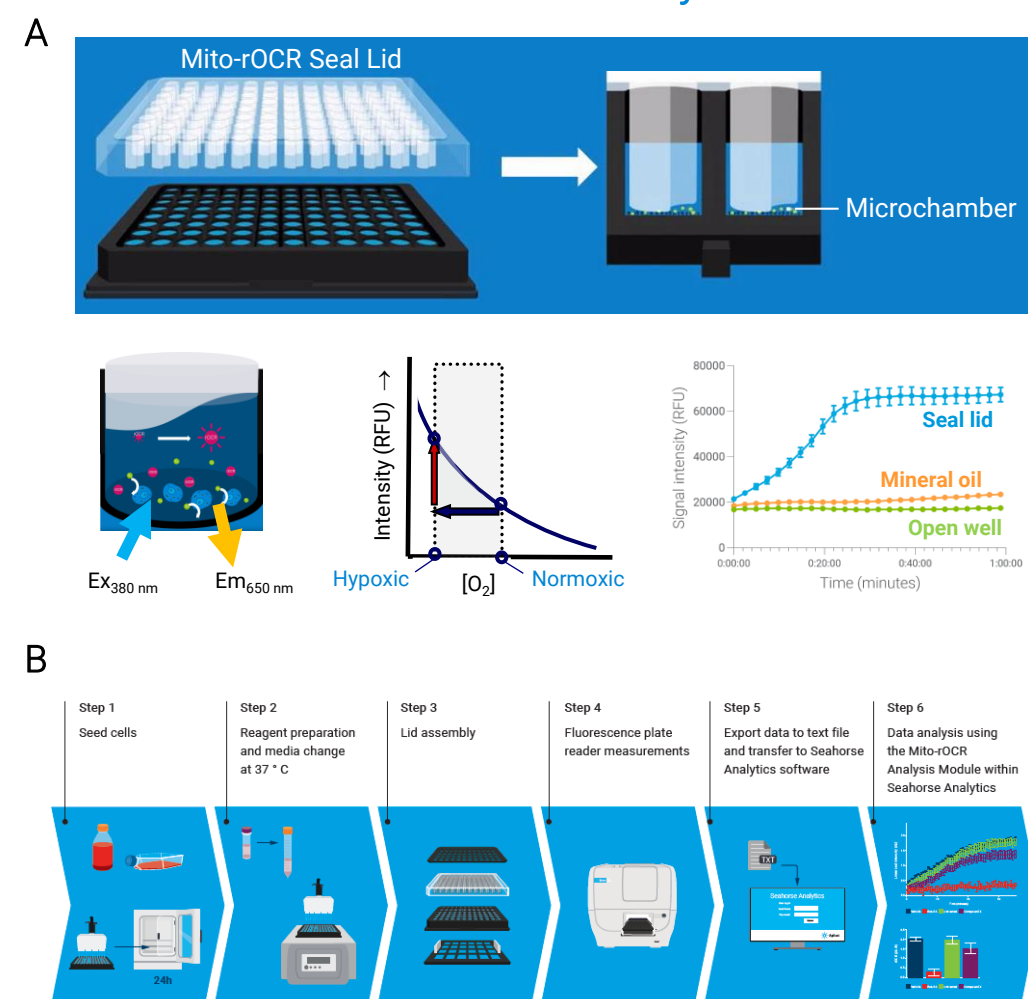 A
Mito-rOCR Seal Lid
Microchamber
Ex380 nm
Em650 nm
Intensity (RFU) →
Hypoxic
[O2]
Normoxic
Signal intensity (RFU)
80000
60000
40000
20000
0
Seal lid
Mineral oil
Open well
0:00:00
0:20:00
0:40:00
1:00:00
Time (minutes)
B
Step 1
Seed cells
24h
Step 2
Reagent preparation
and media change
at 37 ° C
Step 3
Lid assembly
Step 4
Fluorescence plate
reader measurements
Step 5
Export data to text file
and transfer to Seahorse
Analytics software
TXT
Seahorse Analytics
Agilent
Step 6
Data analysis using
the Mito-rOCR
Analysis Module within
Seahorse Analytics